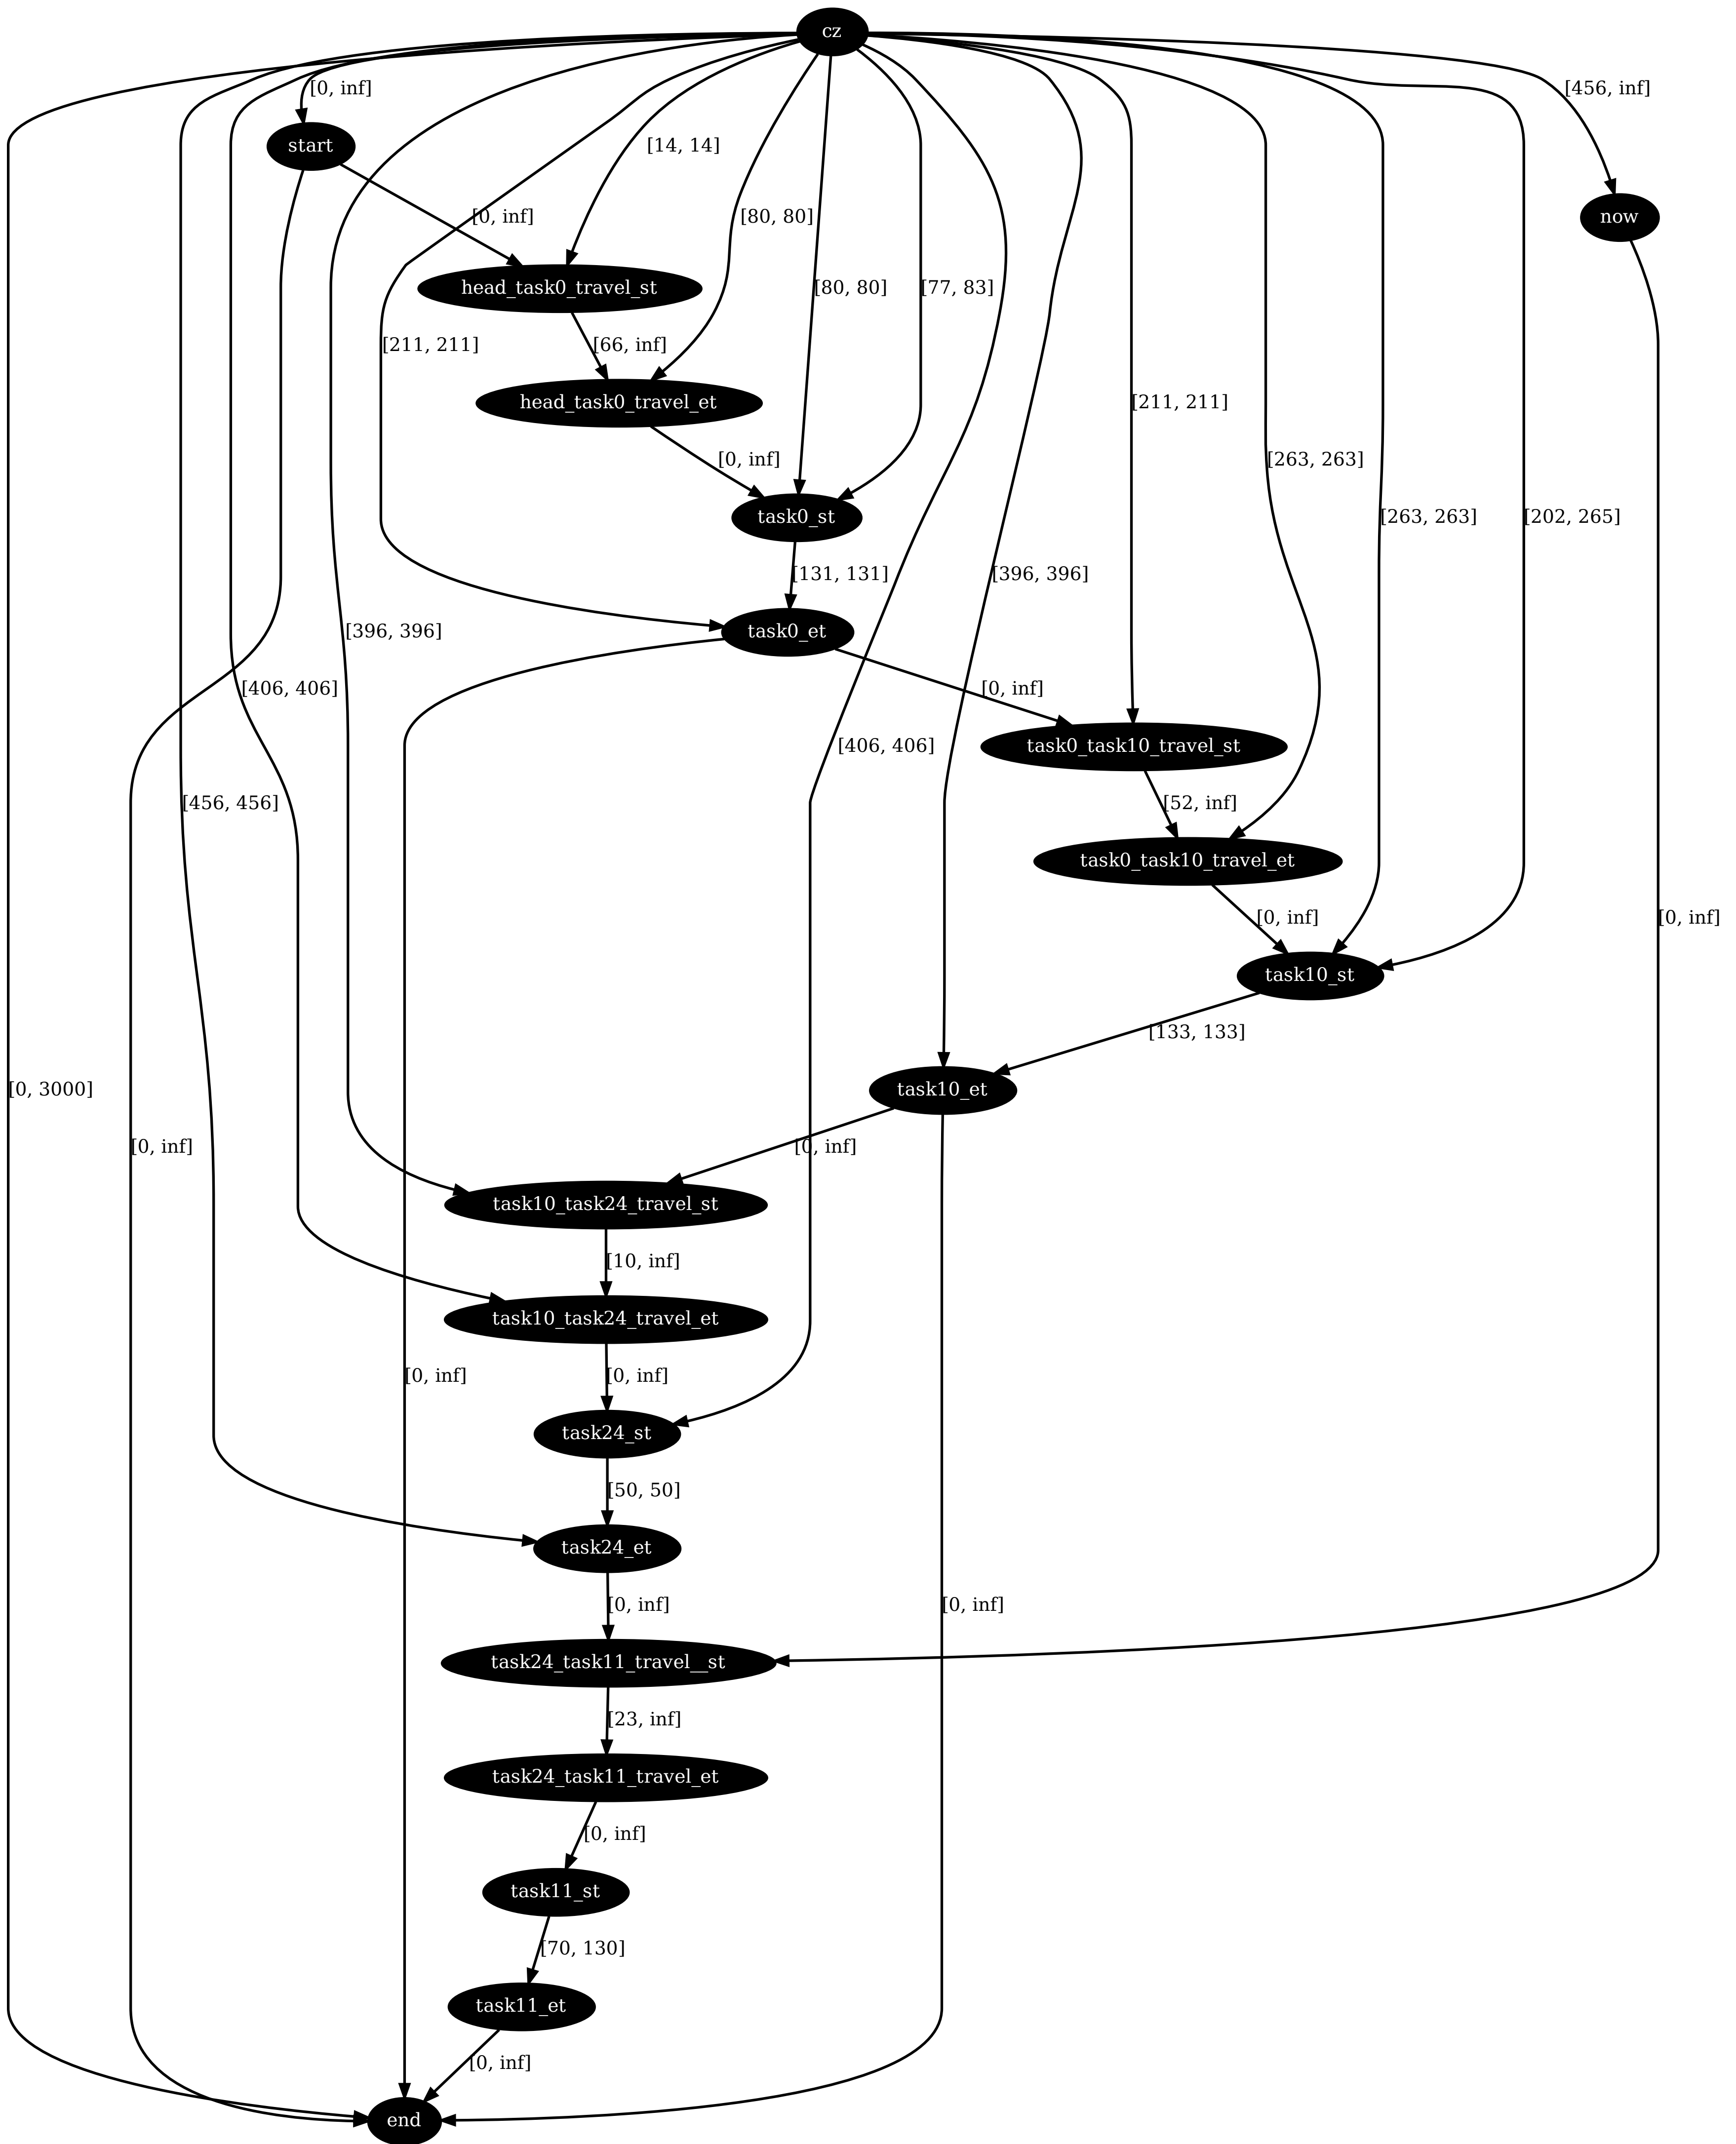 cz
[0, inf]
[456, inf]
start
[14, 14]
now
[0, inf]
[80, 80]
head_task0_travel_st
[80, 80]
[77, 83]
[211, 211]
[66, inf]
head_task0_travel_et
[211, 211]
[0, inf]
[263, 263]
task0_st
[263, 263]
[202, 265]
[131, 131]
[396, 396]
[396, 396]
task0_et
[406, 406]
[0, inf]
[406, 406]
task0_task10_travel_st
[456, 456]
[52, inf]
task0_task10_travel_et
[0, inf]
[0, inf]
task10_st
[133, 133]
[0, 3000]
task10_et
[0, inf]
[0, inf]
task10_task24_travel_st
[10, inf]
task10_task24_travel_et
[0, inf]
[0, inf]
task24_st
[50, 50]
task24_et
[0, inf]
[0, inf]
task24_task11_travel__st
[23, inf]
task24_task11_travel_et
[0, inf]
task11_st
[70, 130]
task11_et
[0, inf]
end